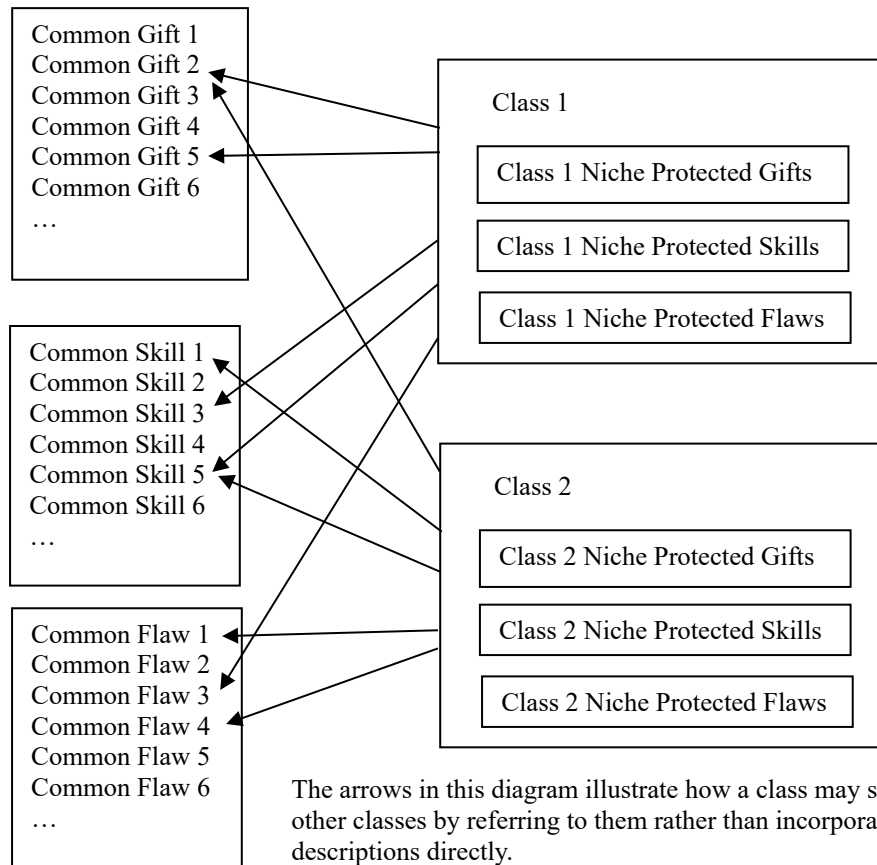 Common Gift 1
Common Gift 2
Common Gift 3
Common Gift 4
Common Gift 5
Common Gift 6
…
Common Skill 1
Common Skill 2
Common Skill 3
Common Skill 4
Common Skill 5
Common Skill 6
…
Common Flaw 1
Common Flaw 2
Common Flaw 3
Common Flaw 4
Common Flaw 5
Common Flaw 6
…
Class 1
Class 1 Niche Protected Gifts
Class 1 Niche Protected Skills
Class 1 Niche Protected Flaws
Class 2
Class 2 Niche Protected Gifts
Class 2 Niche Protected Skills
Class 2 Niche Protected Flaws
The arrows in this diagram illustrate how a class may
other classes by referring to them rather than
descriptions directly.